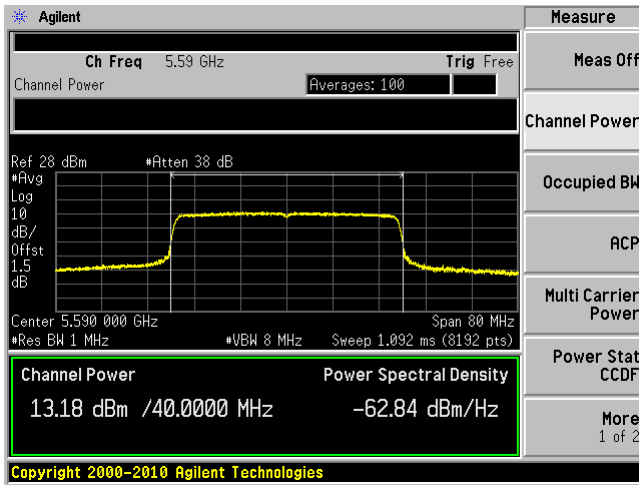 Agilent
Measure
Ch Freq 5.59 GHz Trig Free
Meas Off
Channel Power
Averages: 100
Channel Power
Ref 28 dBm #Atten 38 dB
#Avg
Log
10
dB/
Offst
1.5
dB
Occupied BW
ACP
Multi Carrier
Power
Center 5.590 000 GHz Span 80 MHz
#Res BW 1 MHz #VBW 8 MHz Sweep 1.092 ms (8192 pts)
Power Stat
CCDF
Channel Power Power Spectral Density
13.18 dBm /40.0000 MHz -62.84 dBm/Hz
More
1 of 2
Copyright 2000-2010 Agilent Technologies